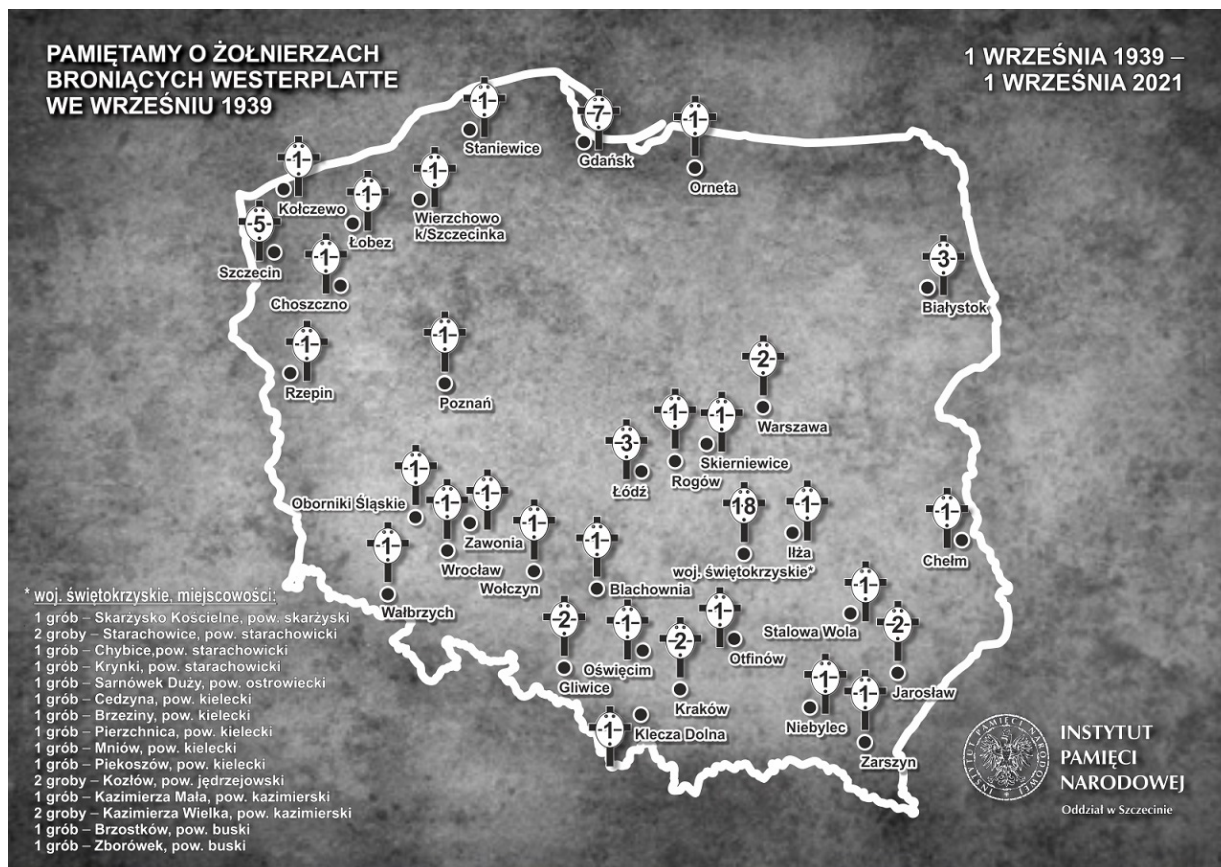 PAMIĘTAMY O ŻOŁNIERZACH
BRONIĄCYCH WESTERPLATTE
WE WRZEŚNIU 1939
1 WRZEŚNIA 1939 –
1 WRZEŚNIA 2021
-1-
Staniewice
-7-
Gdańsk
-1-
Orneta
-1-
Kołczewo
-1-
Łobez
-1-
Wierzchowo
k/Szczecinka
-5-
Szczecin
-1-
Choszczno
-3-
Białystok
-1-
Rzepin
-1-
Poznań
-2-
Warszawa
-1-
Rogów
-1-
Skierniewice
-3-
Łódź
-1-
Oborniki Śląskie
-1-
Wrocław
-1-
Zawonia
-1-
Wołczyn
-1-
Wałbrzych
-1-
Blachownia
18
woj. świętokrzyskie*
-1-
Iłża
-1-
Chełm
-1-
Stalowa Wola
-2-
Jarosław
-2-
Gliwice
-1-
Oświęcim
-2-
Kraków
-1-
Otfinów
-1-
Niebylec
-1-
Zarszyn
-1-
Klecza Dolna
* woj. świętokrzyskie, miejscowości:
1 grób – Skarżysko Kościelne, pow. skarżyski
2 groby – Starachowice, pow. starachowicki
1 grób – Chybice,pow. starachowicki
1 grób – Krynki, pow. starachowicki
1 grób – Sarnówek Duży, pow. ostrowiecki
1 grób – Cedzyna, pow. kielecki
1 grób – Brzeziny, pow. kielecki
1 grób – Pierzchnica, pow. kielecki
1 grób – Mniów, pow. kielecki
1 grób – Piekoszów, pow. kielecki
2 groby – Kozłów, pow. jędrzejowski
1 grób – Kazimierza Mała, pow. kazimierski
2 groby – Kazimierza Wielka, pow. kazimierski
1 grób – Brzostków, pow. buski
1 grób – Zborówek, pow. buski
INSTYTUT PAMIĘCI NARODOWEJ
INSTYTUT
PAMIĘCI
NARODOWEJ
Oddział w Szczecinie